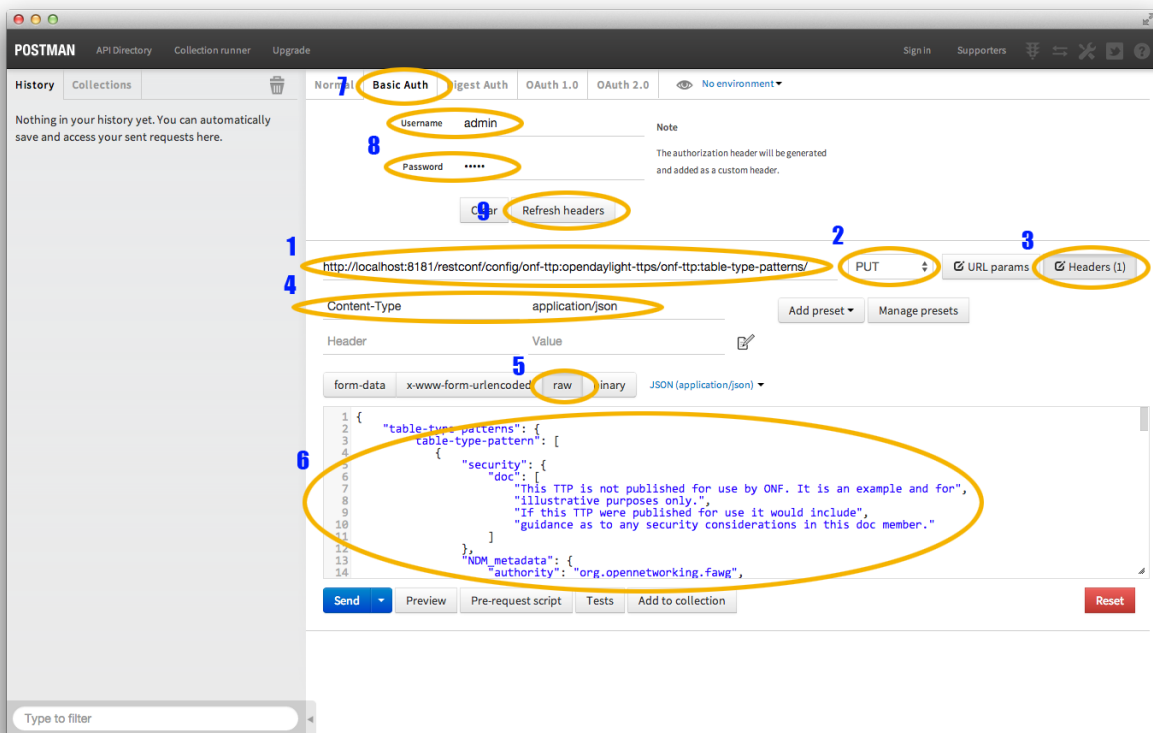 POSTMAN API Directory Collection runner Upgrade Sign in Supporters
History Collections
Nothing in your history yet. You can automatically
save and access your sent requests here.
Normal 7 Basic Auth Digest Auth OAuth 1.0 OAuth 2.0 No environment
Username admin
Note
8
The authorization header will be generated
and added as a custom header.
Password •••••
Clear 9 Refresh headers
1 2 3
http://localhost:8181/restconf/config/onf-ttp:opendaylight-ttps/onf-ttp:table-type-patterns/ PUT URL params Headers (1)
4
Content-Type application/json Add preset Manage presets
Header Value
5
form-data x-www-form-urlencoded raw binary JSON (application/json)
6
1 {
2 "table-type-patterns": {
3 "table-type-pattern": [
4 {
5 "security": {
6 "doc": [
7 "This TTP is not published for use by ONF. It is an example and for",
8 "illustrative purposes only.",
9 "If this TTP were published for use it would include",
10 "guidance as to any security considerations in this doc member."
11 ]
12 },
13 "NDM_metadata": {
14 "authority": "org.opennetworking.fawg",
Send Preview Pre-request script Tests Add to collection Reset
Type to filter